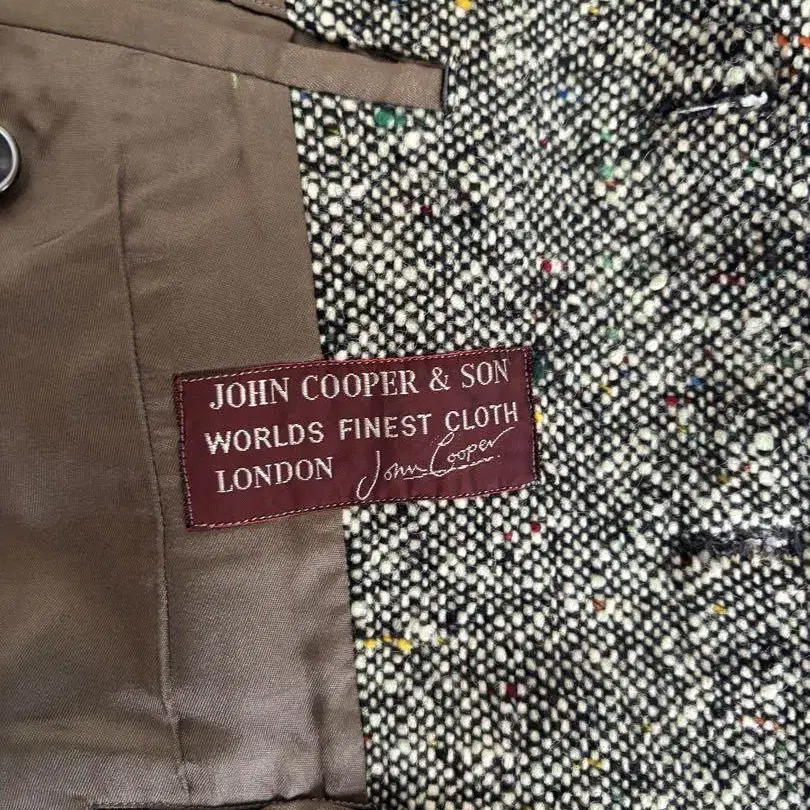 JOHN COOPER & SON
WORLDS FINEST CLOTH
LONDON John Cooper